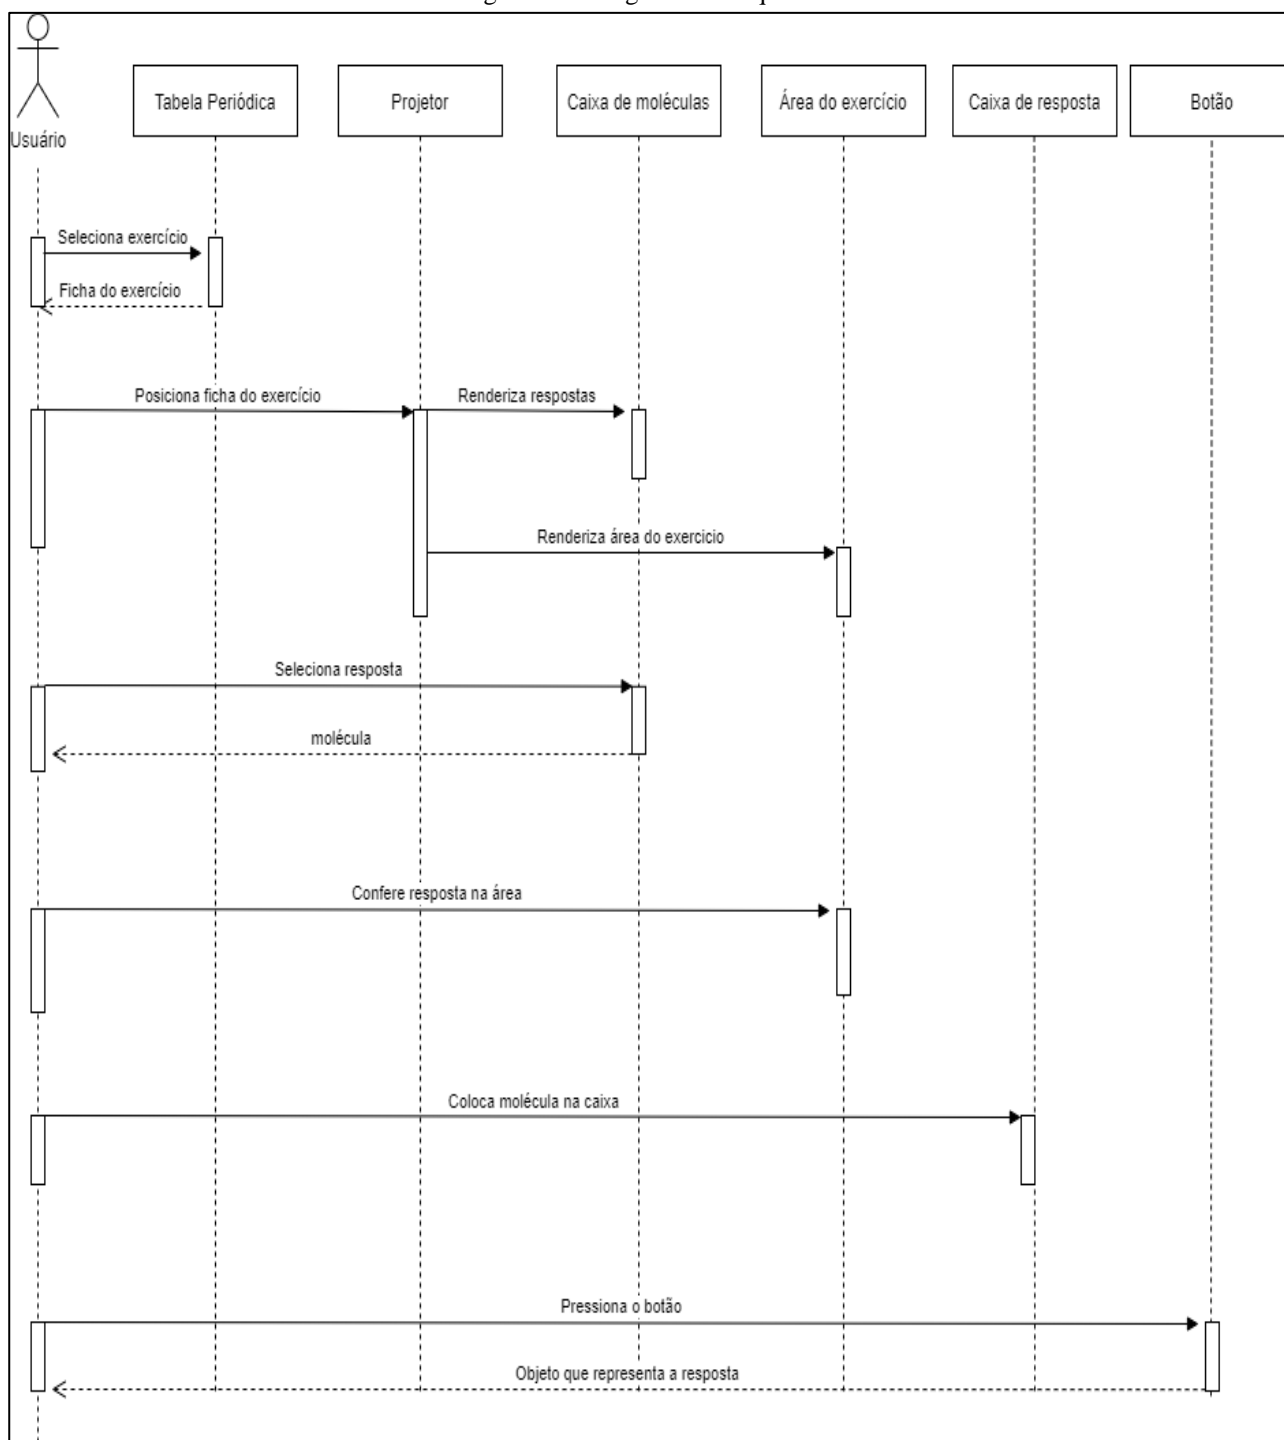 Usuário
Tabela Periódica
Projetor
Caixa de moléculas
Área do exercício
Caixa de resposta
Botão
Seleciona exercício
Ficha do exercício
Posiciona ficha do exercício
Renderiza respostas
Renderiza área do exercicio
Seleciona resposta
molécula
Confere resposta na área
Coloca molécula na caixa
Pressiona o botão
Objeto que representa a resposta